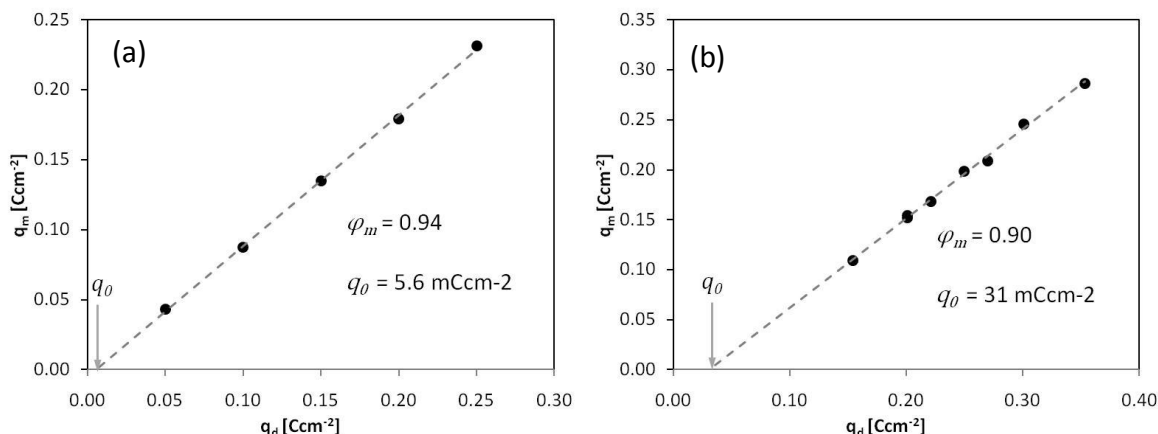 (a)
0.25
0.20
0.15
0.10
0.05
0.00
q_m [Ccm-2]
φ_m = 0.94
q_0 = 5.6 mCcm-2
q_0
0.00 0.05 0.10 0.15 0.20 0.25 0.30
q_d [Ccm-2]
(b)
0.35
0.30
0.25
0.20
0.15
0.10
0.05
0.00
q_m [Ccm-2]
φ_m = 0.90
q_0 = 31 mCcm-2
q_0
0.00 0.10 0.20 0.30 0.40
q_d [Ccm-2]